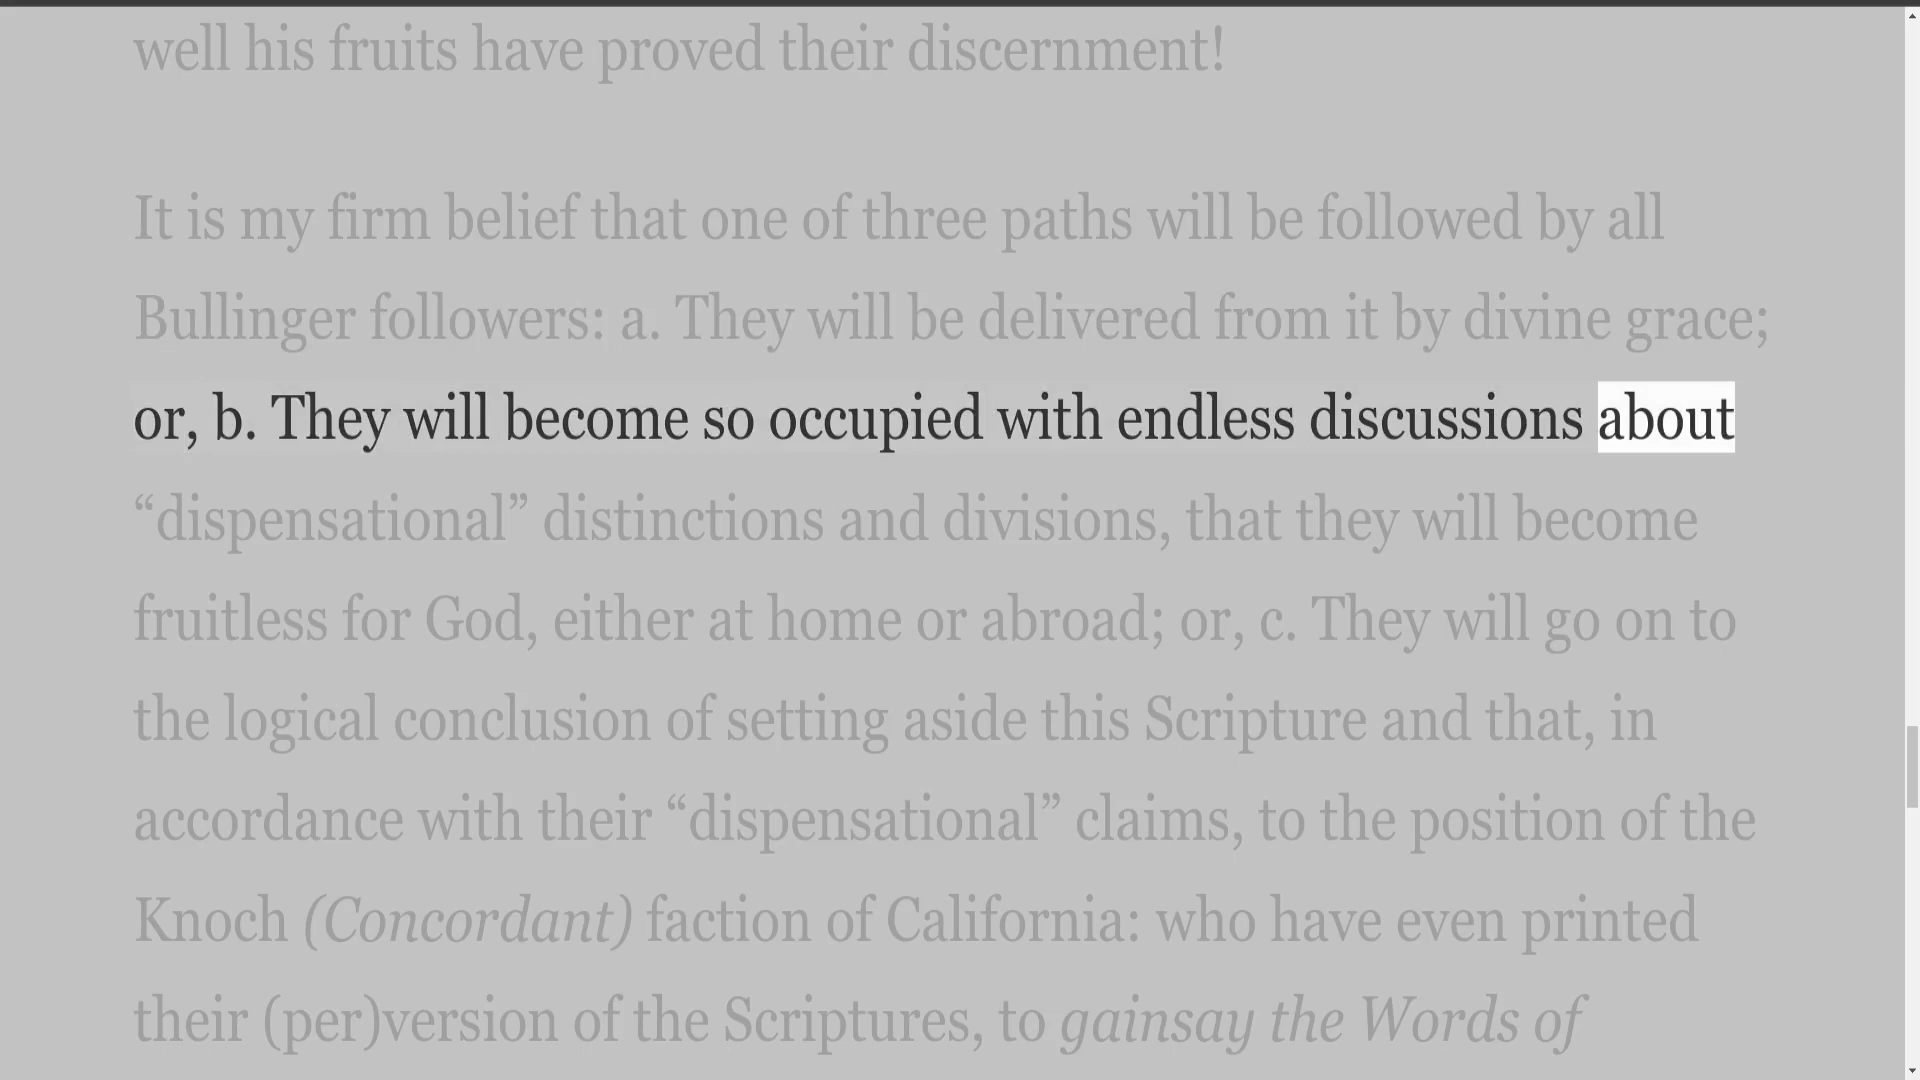 well his fruits have proved their discernment!
It is my firm belief that one of three paths will be followed by all
Bullinger followers: a. They will be delivered from it by divine grace;
or, b. They will become so occupied with endless discussions about
“dispensational” distinctions and divisions, that they will become
fruitless for God, either at home or abroad; or, c. They will go on to
the logical conclusion of setting aside this Scripture and that, in
accordance with their “dispensational” claims, to the position of the
Knoch (Concordant) faction of California: who have even printed
their (per)version of the Scriptures, to gainsay the Words of